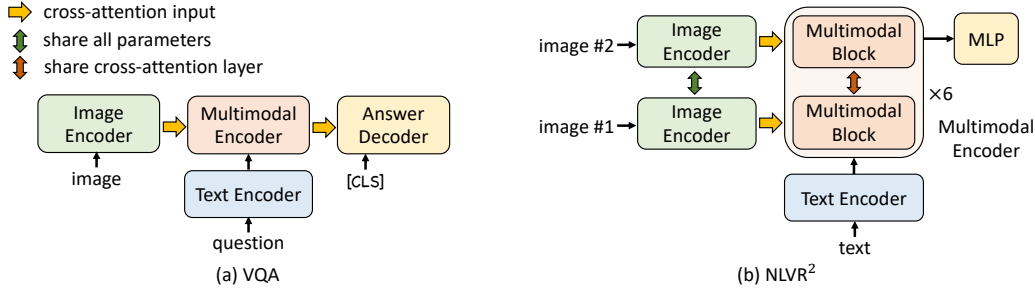 cross-attention input
share all parameters
share cross-attention layer
Image
Encoder
Multimodal
Encoder
Answer
Decoder
image
[CLS]
Text Encoder
question
(a) VQA
image #2
Image
Encoder
Multimodal
Block
MLP
image #1
Image
Encoder
Multimodal
Block
×6
Multimodal
Encoder
Text Encoder
text
(b) NLVR²